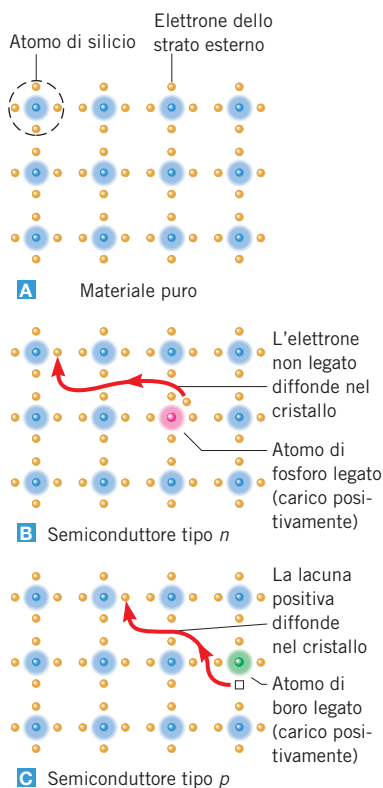 Elettrone dello
strato esterno
Atomo di silicio
A Materiale puro
L'elettrone
non legato
diffonde nel
cristallo
Atomo di
fosforo legato
(carico posi-
tivamente)
B Semiconduttore tipo n
La lacuna
positiva
diffonde
nel cristallo
Atomo di
boro legato
(carico posi-
tivamente)
C Semiconduttore tipo p